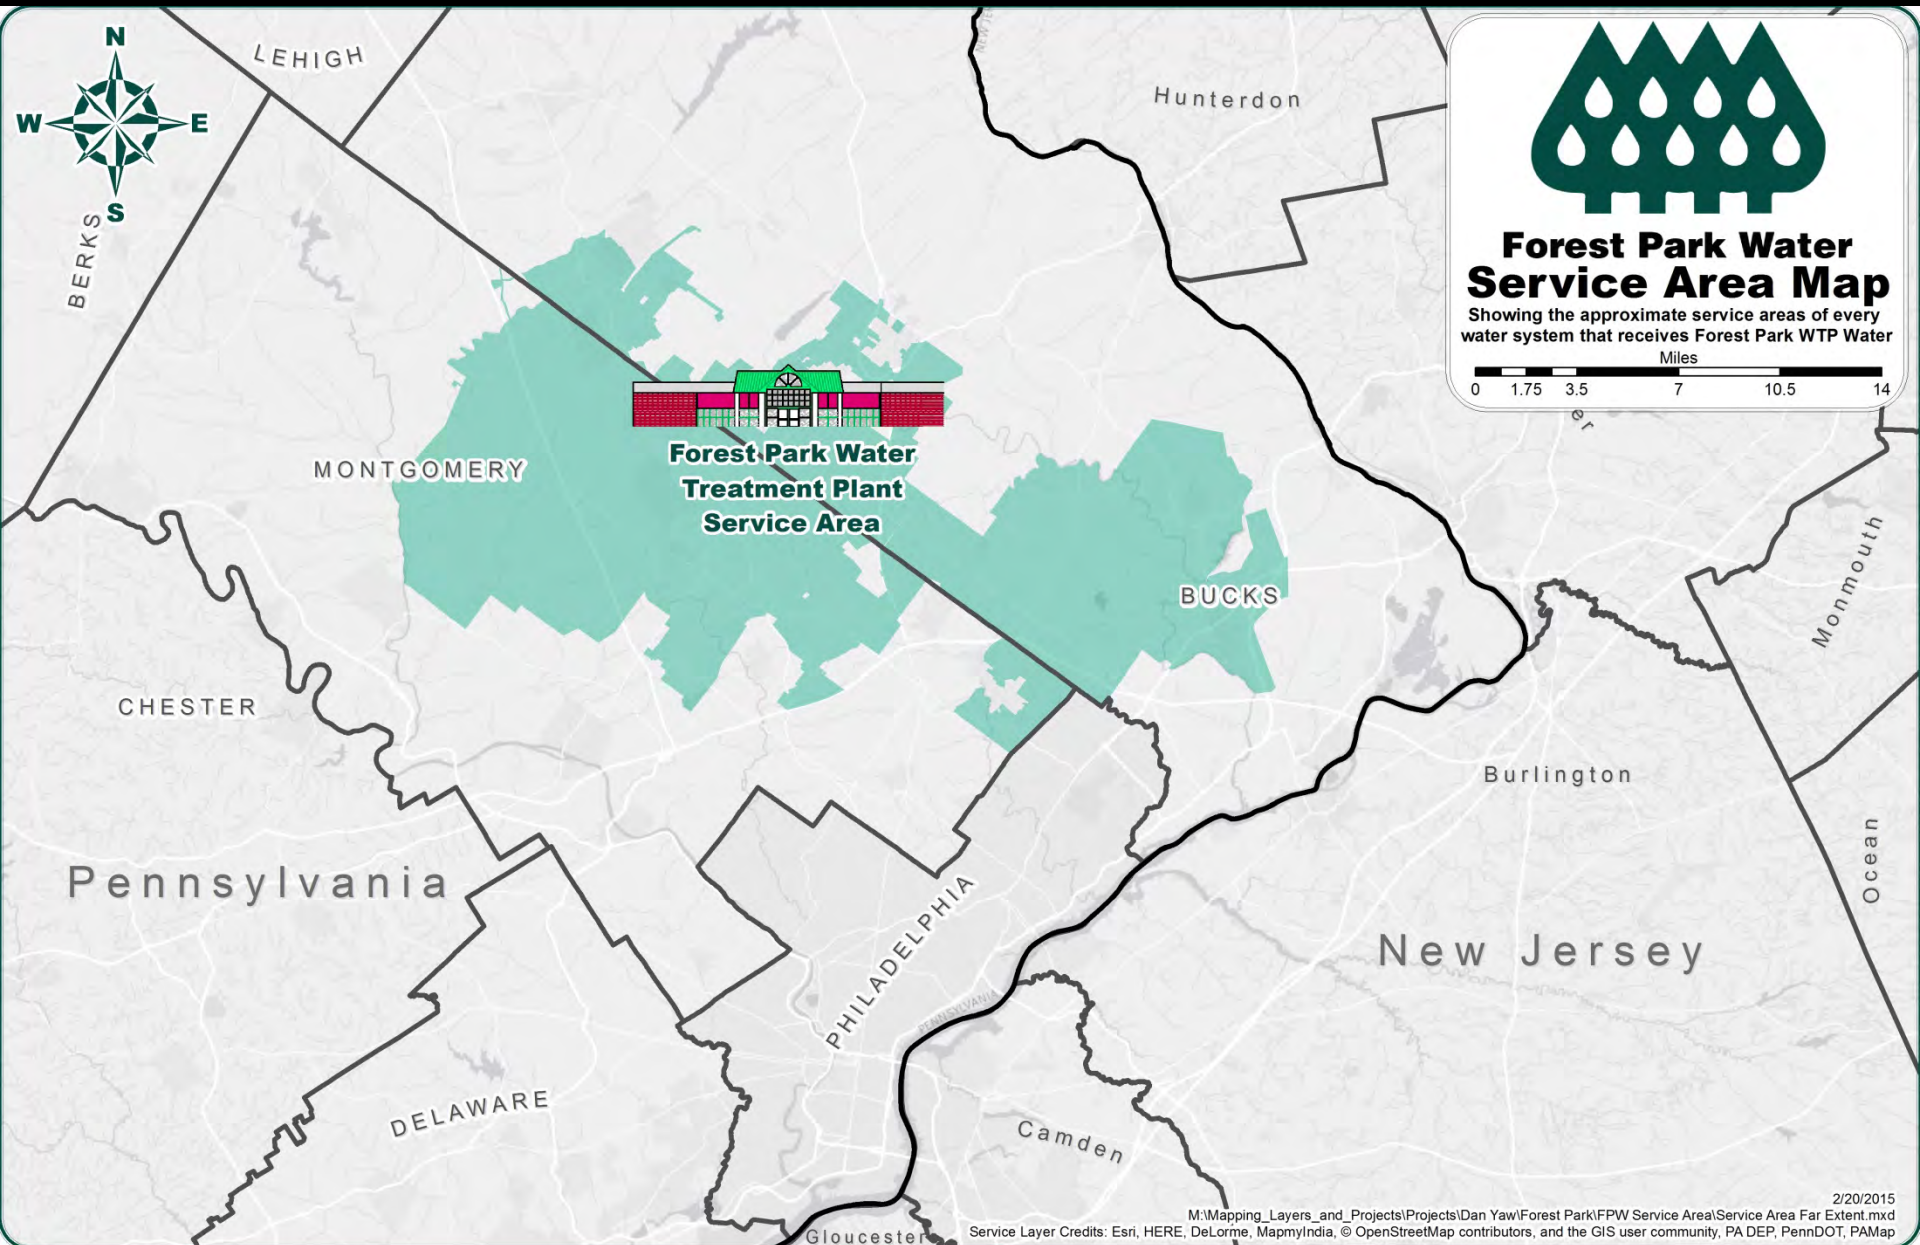 N
W E
S
LEHIGH
Hunterdon
BERKS
Forest Park Water
Service Area Map
Showing the approximate service areas of every
water system that receives Forest Park WTP Water
Miles
0 1.75 3.5 7 10.5 14
er
MONTGOMERY
Forest Park Water
Treatment Plant
Service Area
BUCKS
Monmouth
CHESTER
Burlington
Ocean
Pennsylvania
PHILADELPHIA
New Jersey
PENNSYLVANIA
DELAWARE
Camden
Gloucester
2/20/2015
M:\Mapping_Layers_and_Projects\Projects\Dan Yaw\Forest Park\FPW Service Area\Service Area Far Extent.mxd
Service Layer Credits: Esri, HERE, DeLorme, MapmyIndia, © OpenStreetMap contributors, and the GIS user community, PA DEP, PennDOT, PAMap